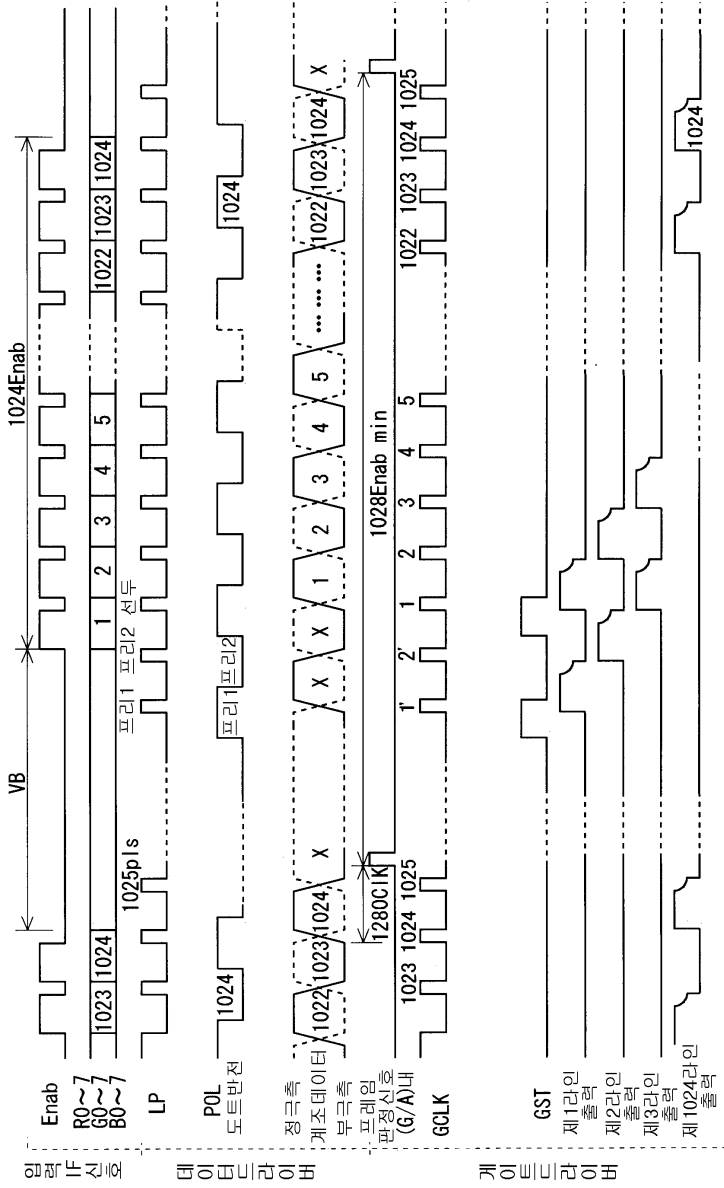 입력 IF 신호
데이터드라이버
게이트드라이버
Enab
R0~7
G0~7
B0~7
LP
POL
도트반전
정극측
계조데이터
부극측
프레임
판정신호
(G/A)내
GCLK
GST
제1라인
출력
제2라인
출력
제3라인
출력
제1024라인
출력
VB
1024Enab
1023 1024 1 2 3 4 5 1022 1023 1024
1025pls
프리1 프리2 선두
1024 프리1 프리2 1024
1022 1023 1024 X X X 1 2 3 4 5 ········ 1022 1023 1024 X
1280ClK
1028Enab min
1023 1024 1025 1' 2' 1 2 3 4 5 1022 1023 1024 1025
1024